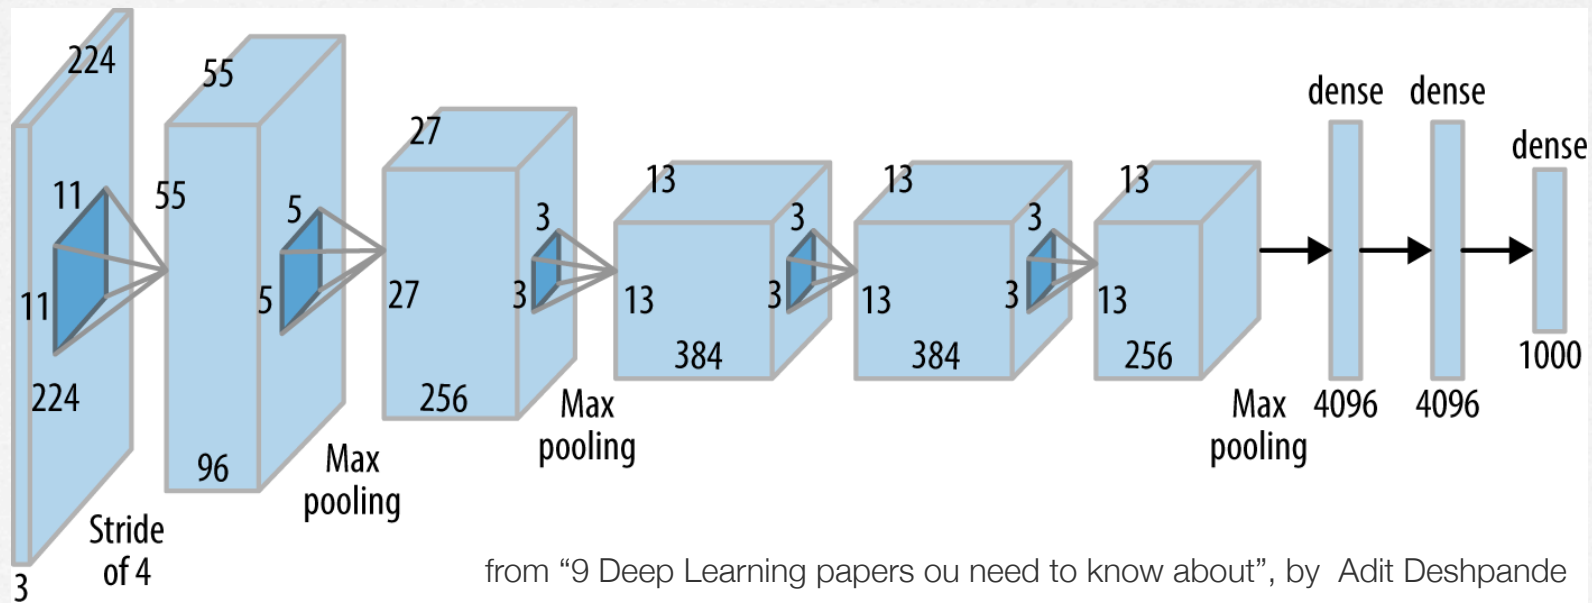 224
55
27
13
13
13
dense
dense
dense
11
55
5
3
3
3
11
5
27
3
13
3
13
3
13
224
96
256
384
384
256
1000
Max
pooling
Max
pooling
Max
pooling
4096
4096
Stride
of 4
3
from “9 Deep Learning papers ou need to know about”, by Adit Deshpande